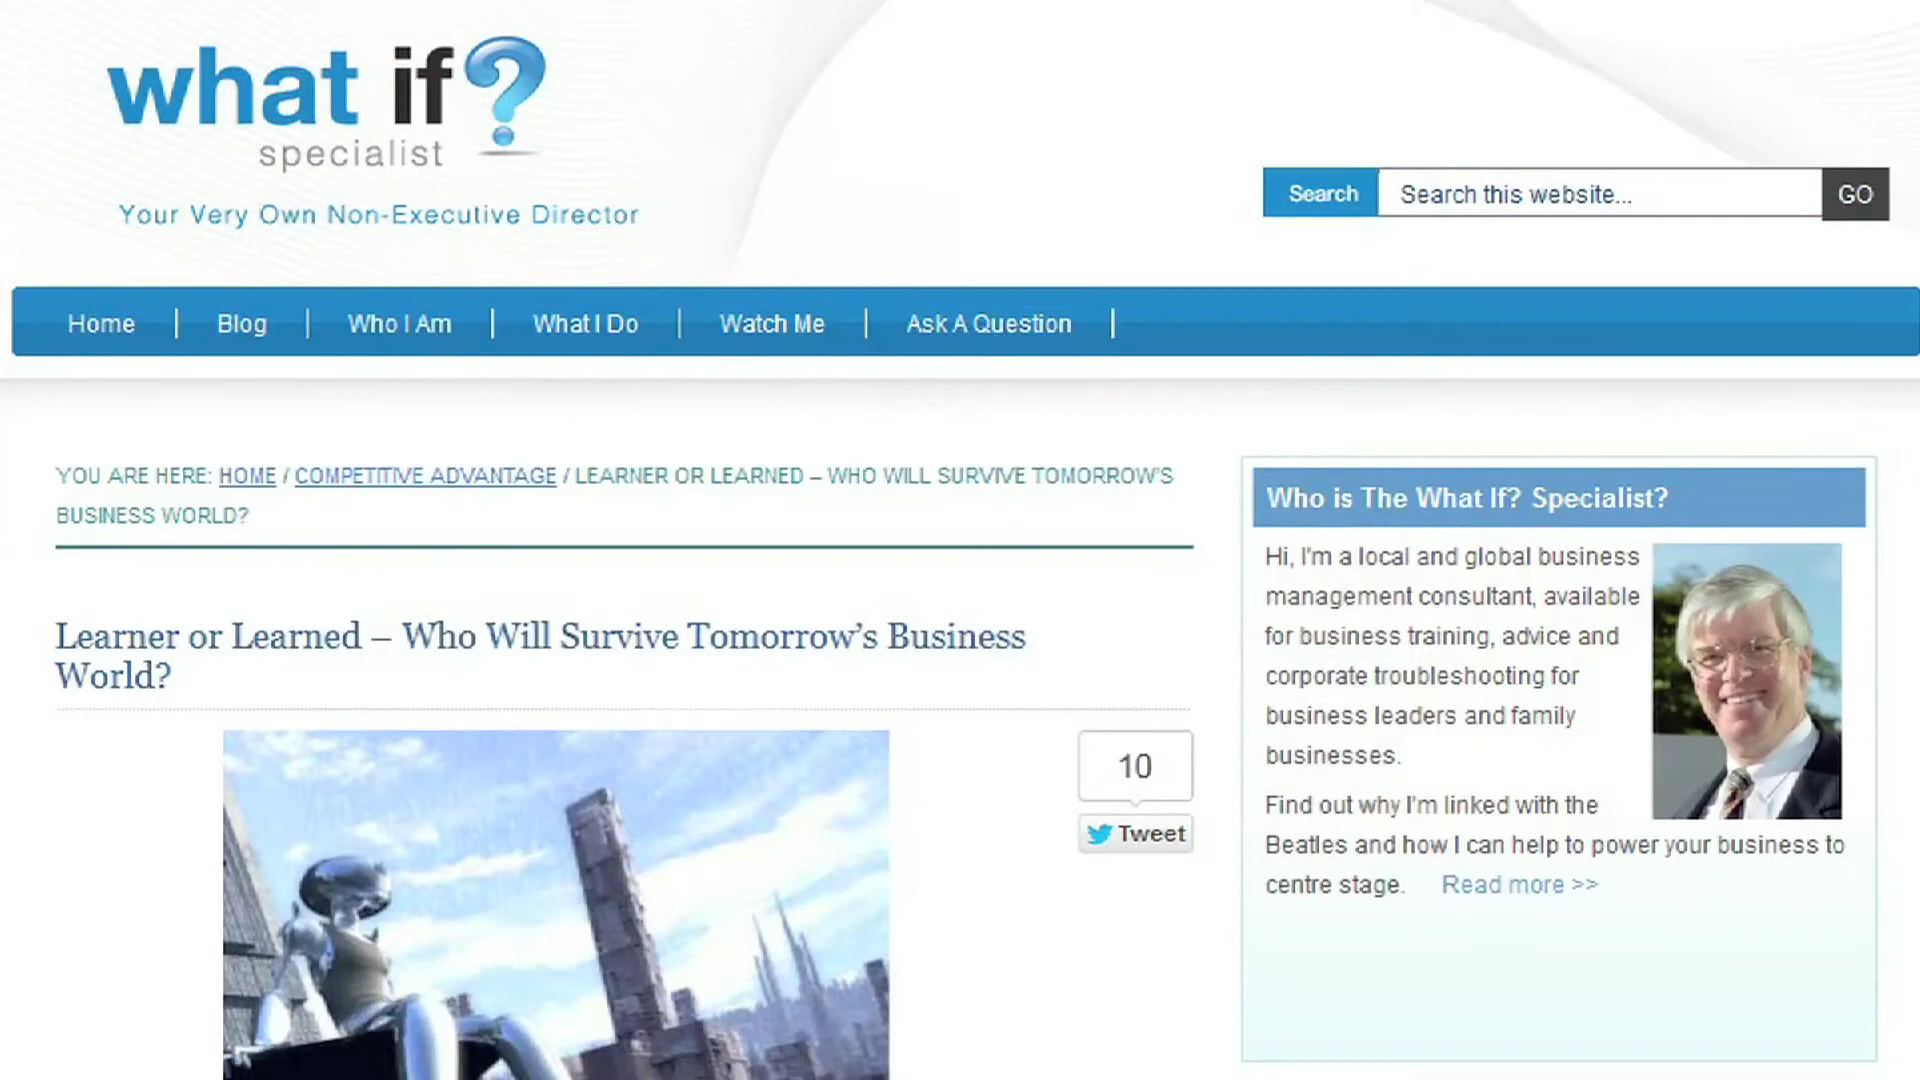 what if?
specialist
Your Very Own Non-Executive Director
Search Search this website... GO
Home Blog Who I Am What I Do Watch Me Ask A Question
YOU ARE HERE: HOME / COMPETITIVE ADVANTAGE / LEARNER OR LEARNED – WHO WILL SURVIVE TOMORROW'S
BUSINESS WORLD?
Learner or Learned – Who Will Survive Tomorrow's Business
World?
10
Tweet
Who is The What If? Specialist?
Hi, I'm a local and global business
management consultant, available
for business training, advice and
corporate troubleshooting for
business leaders and family
businesses.
Find out why I'm linked with the
Beatles and how I can help to power your business to
centre stage. Read more >>